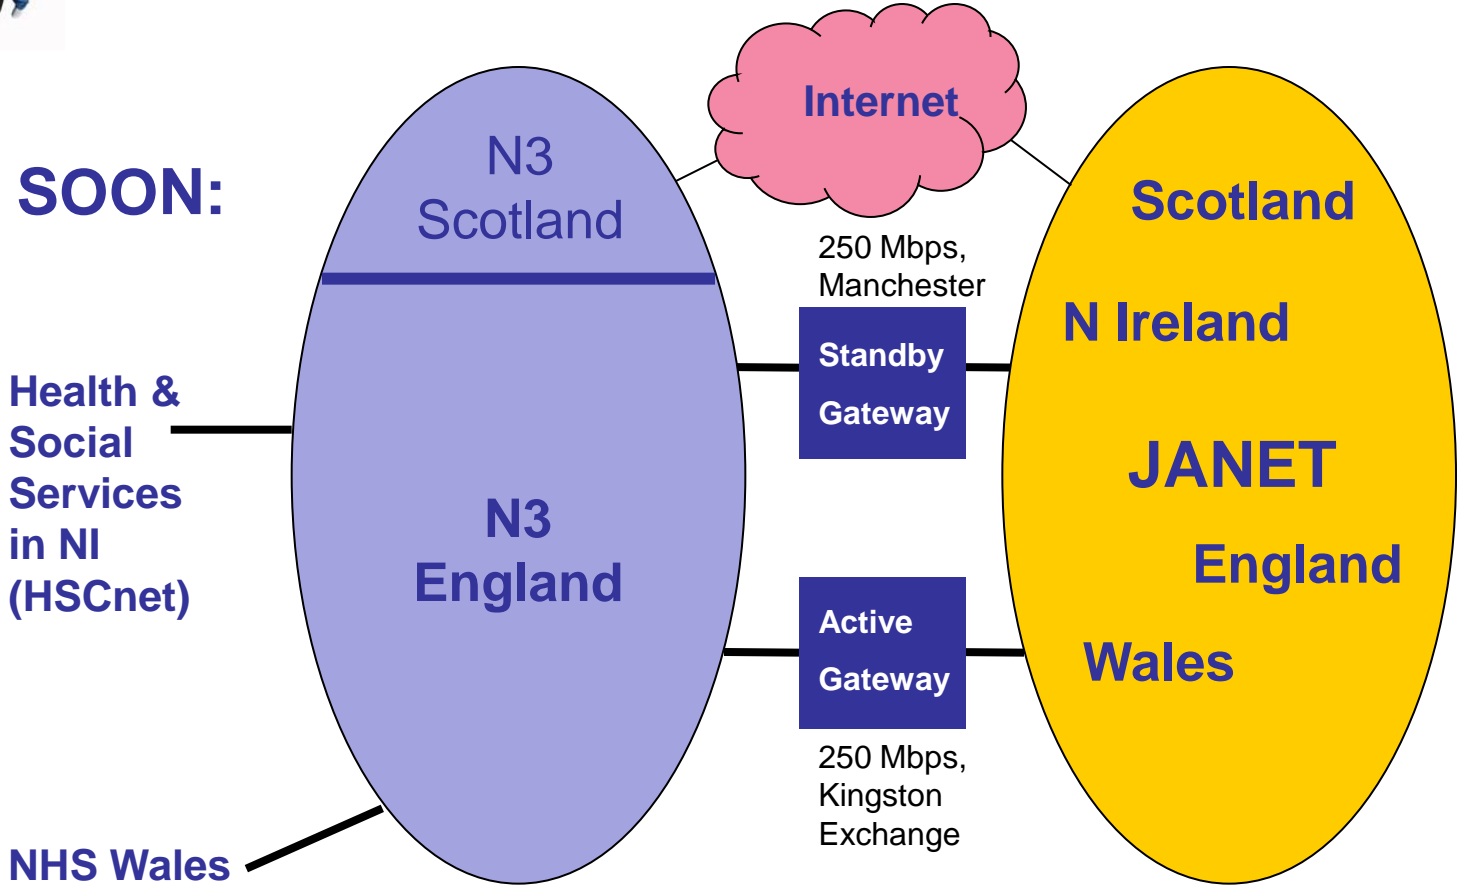 SOON:
Health &
Social
Services
in NI
(HSCnet)
NHS Wales
N3
Scotland
N3
England
Internet
250 Mbps,
Manchester
Standby
Gateway
Active
Gateway
250 Mbps,
Kingston
Exchange
Scotland
N Ireland
JANET
England
Wales